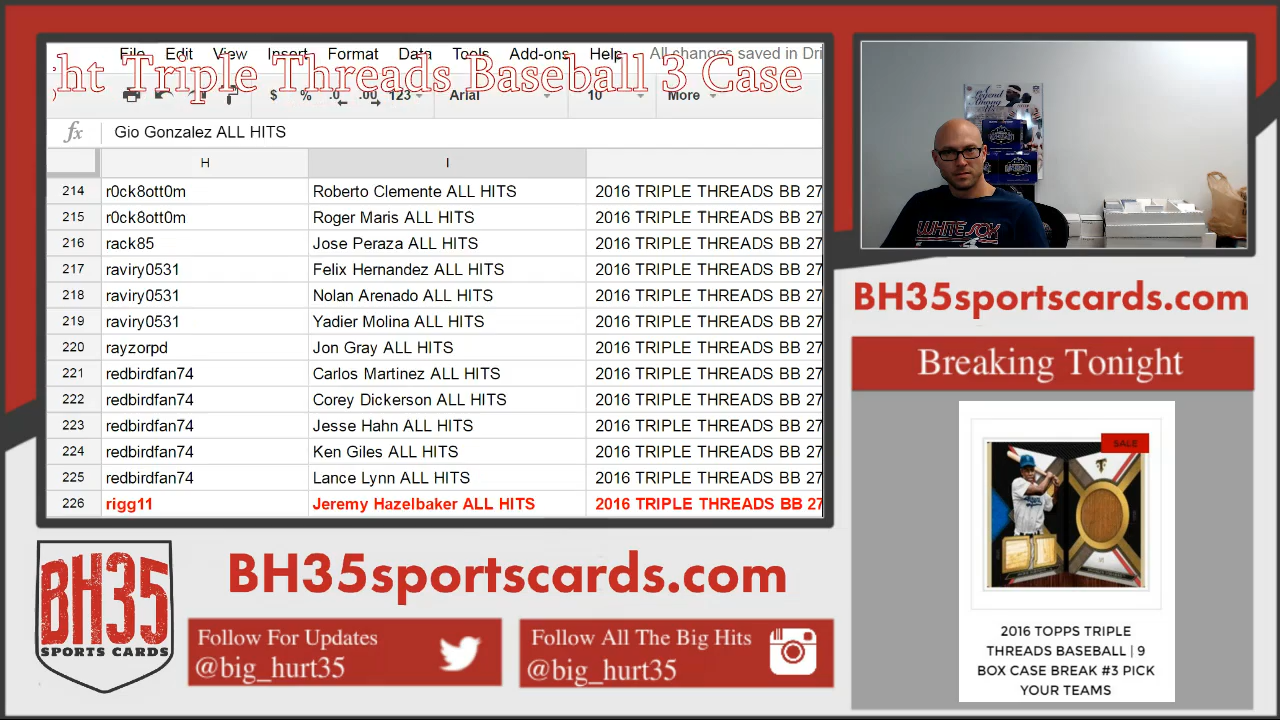 File Edit View Insert Format Data Tools Add-ons Help All changes saved in Dri
ht Triple Threads Baseball 3 Case
$ % .0 .00 123 Arial 10 More
fx Gio Gonzalez ALL HITS
H I
214 r0ck8ott0m Roberto Clemente ALL HITS 2016 TRIPLE THREADS BB 27
215 r0ck8ott0m Roger Maris ALL HITS 2016 TRIPLE THREADS BB 27
216 rack85 Jose Peraza ALL HITS 2016 TRIPLE THREADS BB 27
217 raviry0531 Felix Hernandez ALL HITS 2016 TRIPLE THREADS BB 27
218 raviry0531 Nolan Arenado ALL HITS 2016 TRIPLE THREADS BB 27
219 raviry0531 Yadier Molina ALL HITS 2016 TRIPLE THREADS BB 27
220 rayzorpd Jon Gray ALL HITS 2016 TRIPLE THREADS BB 27
221 redbirdfan74 Carlos Martinez ALL HITS 2016 TRIPLE THREADS BB 27
222 redbirdfan74 Corey Dickerson ALL HITS 2016 TRIPLE THREADS BB 27
223 redbirdfan74 Jesse Hahn ALL HITS 2016 TRIPLE THREADS BB 27
224 redbirdfan74 Ken Giles ALL HITS 2016 TRIPLE THREADS BB 27
225 redbirdfan74 Lance Lynn ALL HITS 2016 TRIPLE THREADS BB 27
226 rigg11 Jeremy Hazelbaker ALL HITS 2016 TRIPLE THREADS BB 27
Legend
Among
WHITE SOX
BH35sportscards.com
Breaking Tonight
SALE
2016 TOPPS TRIPLE
THREADS BASEBALL | 9
BOX CASE BREAK #3 PICK
YOUR TEAMS
BH35
SPORTS CARDS
BH35sportscards.com
Follow For Updates
@big_hurt35
Follow All The Big Hits
@big_hurt35